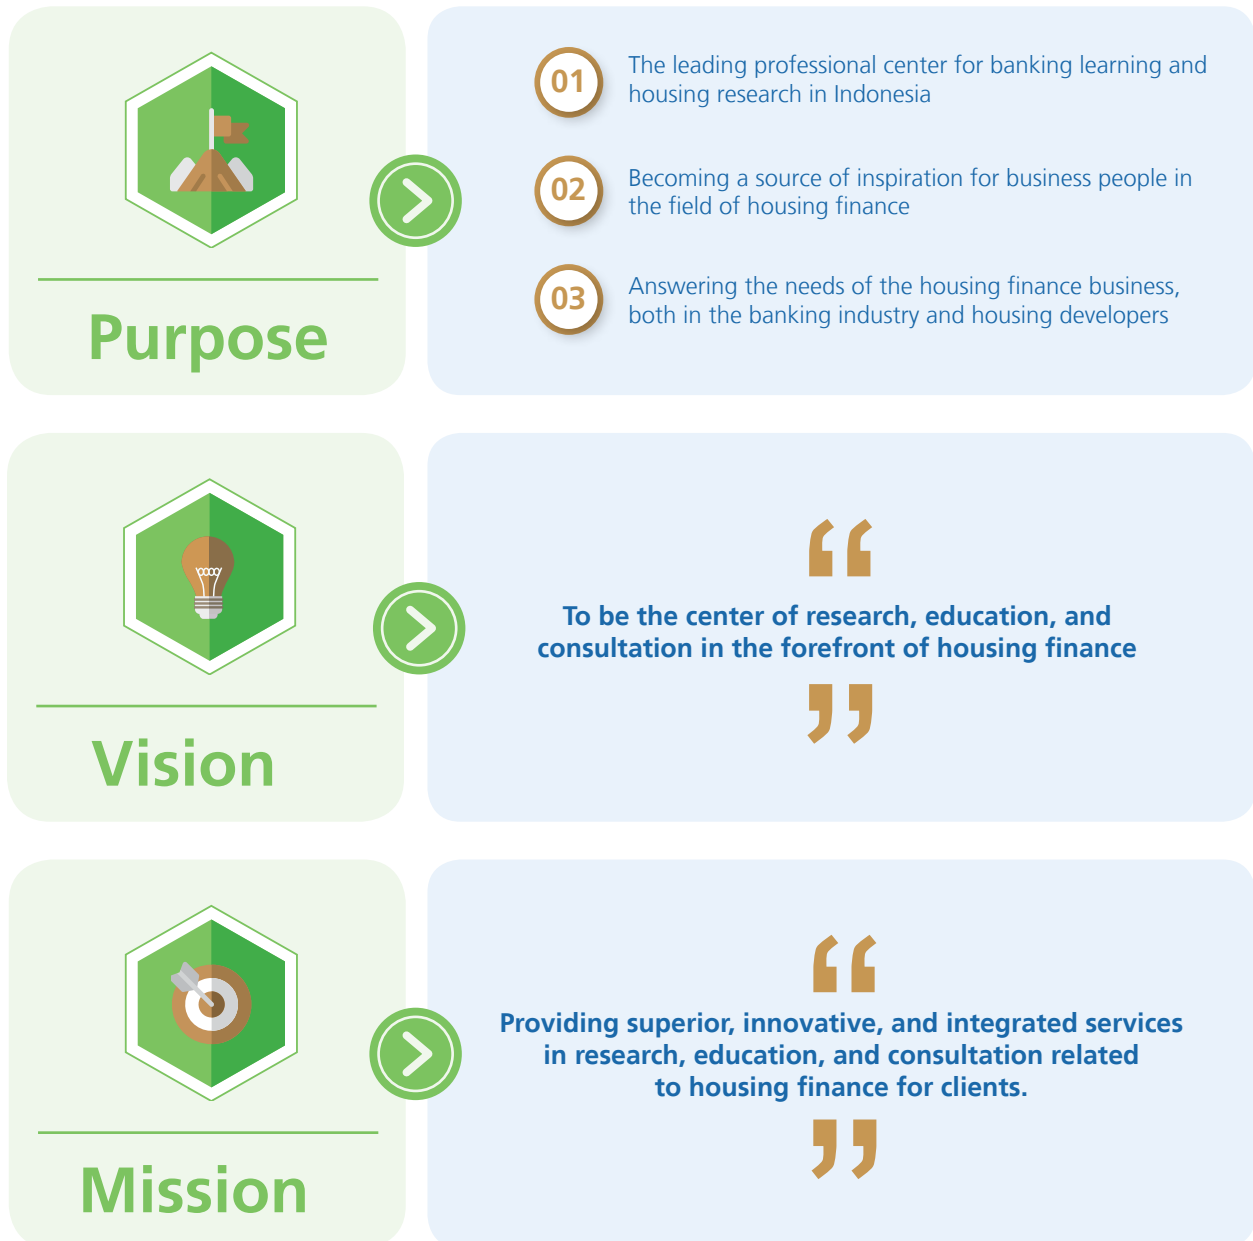 01
The leading professional center for banking learning and
housing research in Indonesia
02
Becoming a source of inspiration for business people in
the field of housing finance
03
Answering the needs of the housing finance business,
both in the banking industry and housing developers
Purpose
“
To be the center of research, education, and
consultation in the forefront of housing finance
”
Vision
“
Providing superior, innovative, and integrated services
in research, education, and consultation related
to housing finance for clients.
”
Mission